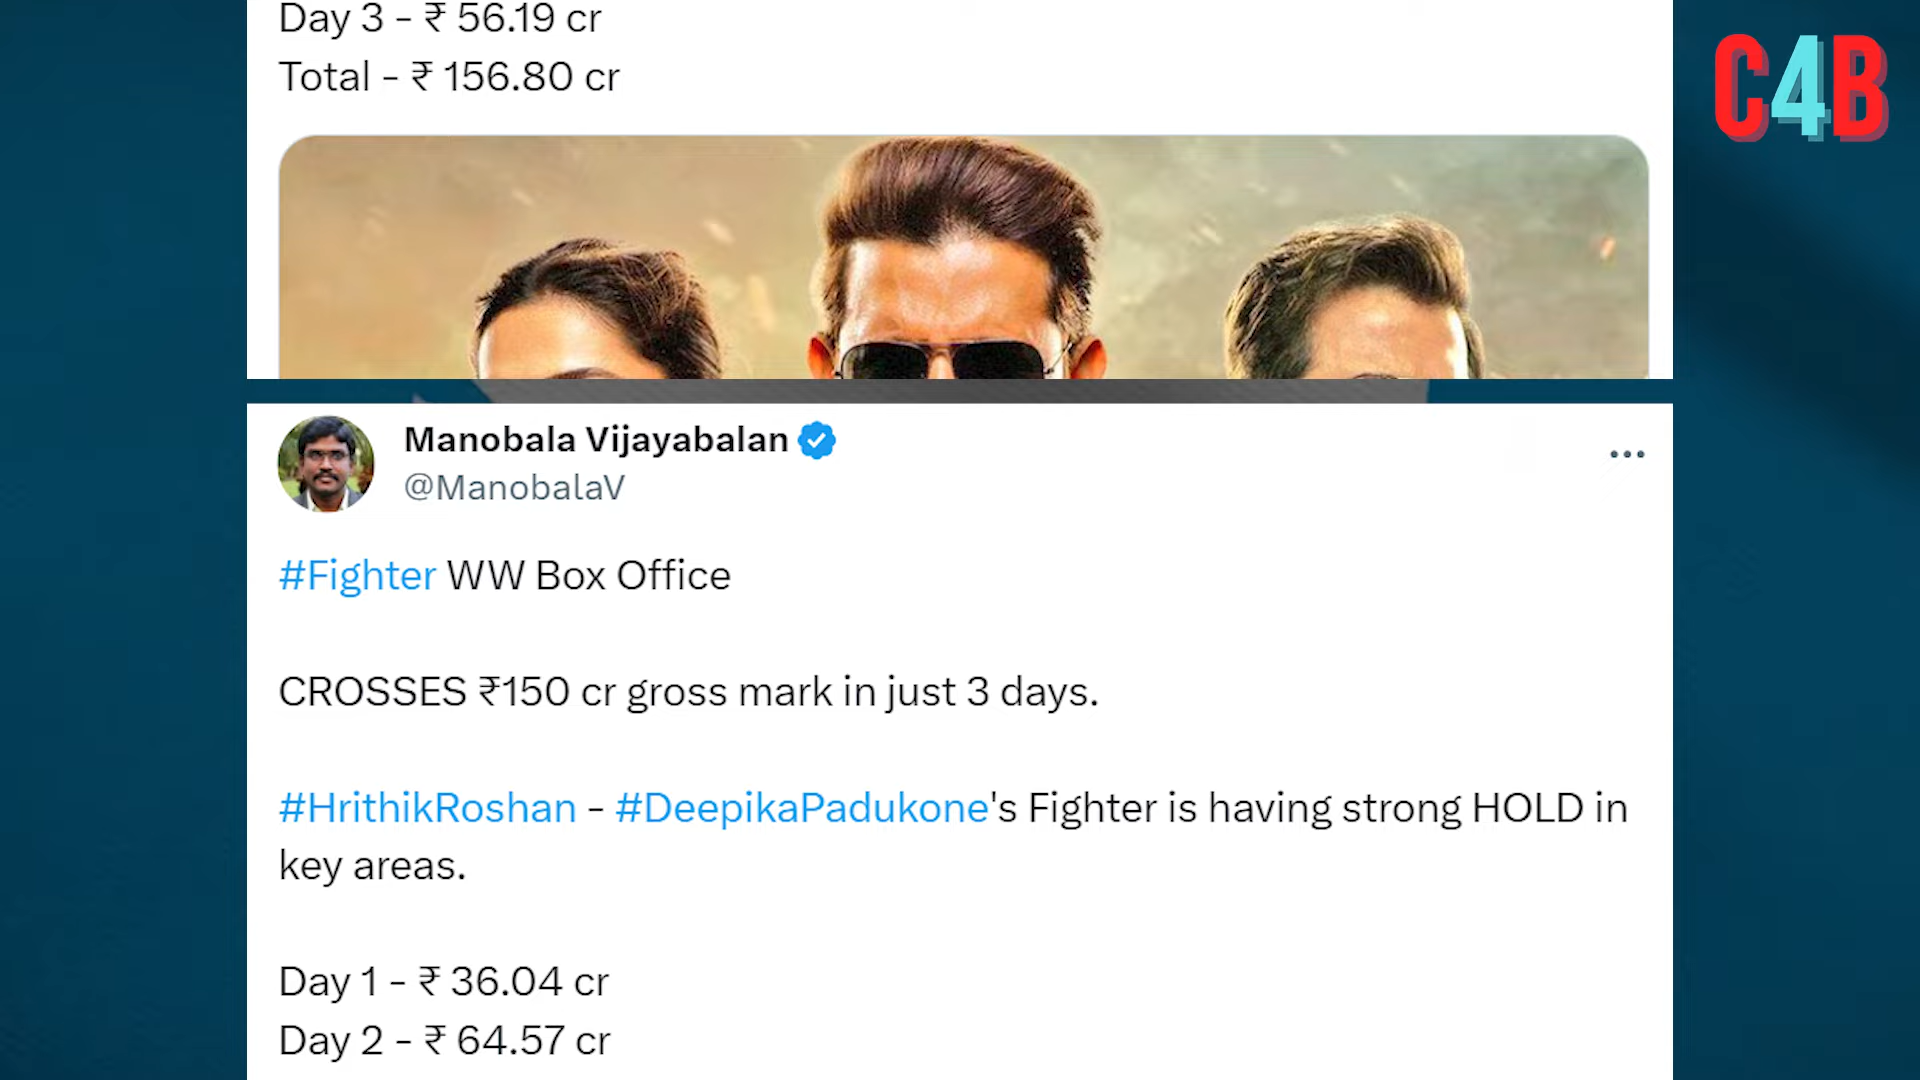 Day 3 - ₹ 56.19 cr
Total - ₹ 156.80 cr
C4B
Manobala Vijayabalan
@ManobalaV
#Fighter WW Box Office
CROSSES ₹150 cr gross mark in just 3 days.
#HrithikRoshan - #DeepikaPadukone's Fighter is having strong HOLD in
key areas.
Day 1 - ₹ 36.04 cr
Day 2 - ₹ 64.57 cr